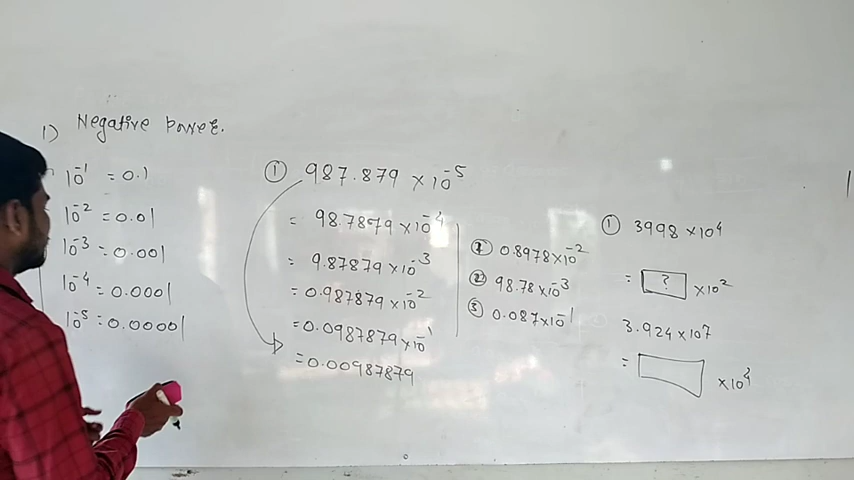 1) Negative Power.
10⁻¹ = 0.1
10⁻² = 0.01
10⁻³ = 0.001
10⁻⁴ = 0.0001
10⁻⁵ = 0.00001
① 987.879 × 10⁻⁵
= 98.7879 × 10⁻⁴
= 9.87879 × 10⁻³
= 0.987879 × 10⁻²
= 0.0987879 × 10⁻¹
= 0.00987879
① 0.8978 × 10⁻²
② 98.78 × 10⁻³
③ 0.087 × 10⁻¹
① 3998 × 10⁴
= ? × 10²
3.924 × 10⁷
= × 10⁴